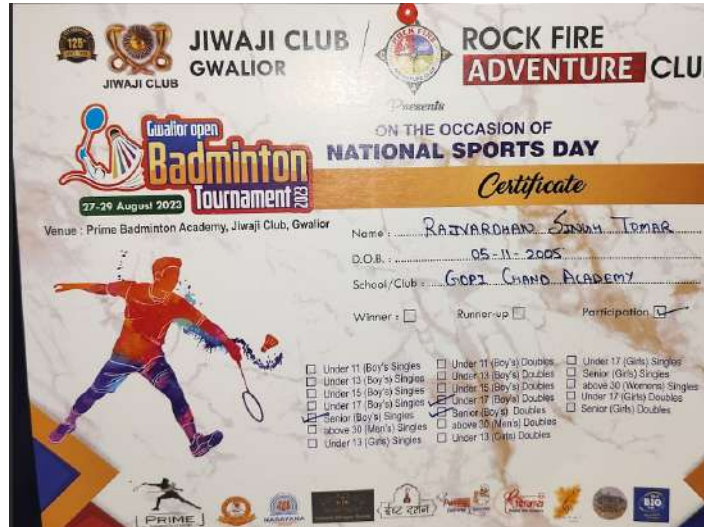 125
JIWAJI CLUB
JIWAJI CLUB
GWALIOR
ROCK FIRE
ROCK FIRE
ADVENTURE CLU
Presents
ON THE OCCASION OF
NATIONAL SPORTS DAY
Gwalior open
Badminton
Tournament 2023
27-29 August 2023
Venue : Prime Badminton Academy, Jiwaji Club, Gwalior
Certificate
Name : RAJVARDHAN SINGH TOMAR
D.O.B. : 05-11-2005
School/Club : GOPI CHAND ACADEMY
Winner : Runner-up Participation
Under 11 (Boy's) Singles
Under 13 (Boy's) Singles
Under 15 (Boy's) Singles
Under 17 (Boy's) Singles
Senior (Boy's) Singles
above 30 (Men's) Singles
Under 13 (Girls) Singles
Under 11 (Boy's) Doubles
Under 13 (Boy's) Doubles
Under 15 (Boy's) Doubles
Under 17 (Boy's) Doubles
Senior (Boy's) Doubles
above 30 (Men's) Doubles
Under 13 (Girls) Doubles
Under 17 (Girls) Singles
Senior (Girls) Singles
above 30 (Womens) Singles
Under 17 (Girls) Doubles
Senior (Girls) Doubles
PRIME
NARAYANA
BIG